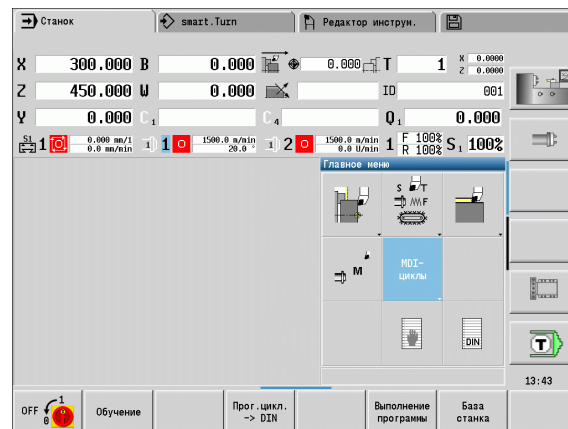 Станок smart.Turn Редактор инструм.
X 300.000 B 0.000 0.000 T 1 X 0.0000
Z 0.0000
Z 450.000 W 0.000 ID 001
Y 0.000 C1 C4 Q1 0.000
S1 1 0.000 mm/1 1) 1 1500.0 m/min 1) 2 1500.0 m/min 1 F 100% S1 100%
0.0 mm/min 20.0 ° 0.0 U/min R 100%
Главное меню
S T
M F
M MDI-
циклы
DIN
T
13:43
OFF 1 0 Обучение Прог.цикл. Выполнение База
-> DIN программы станка